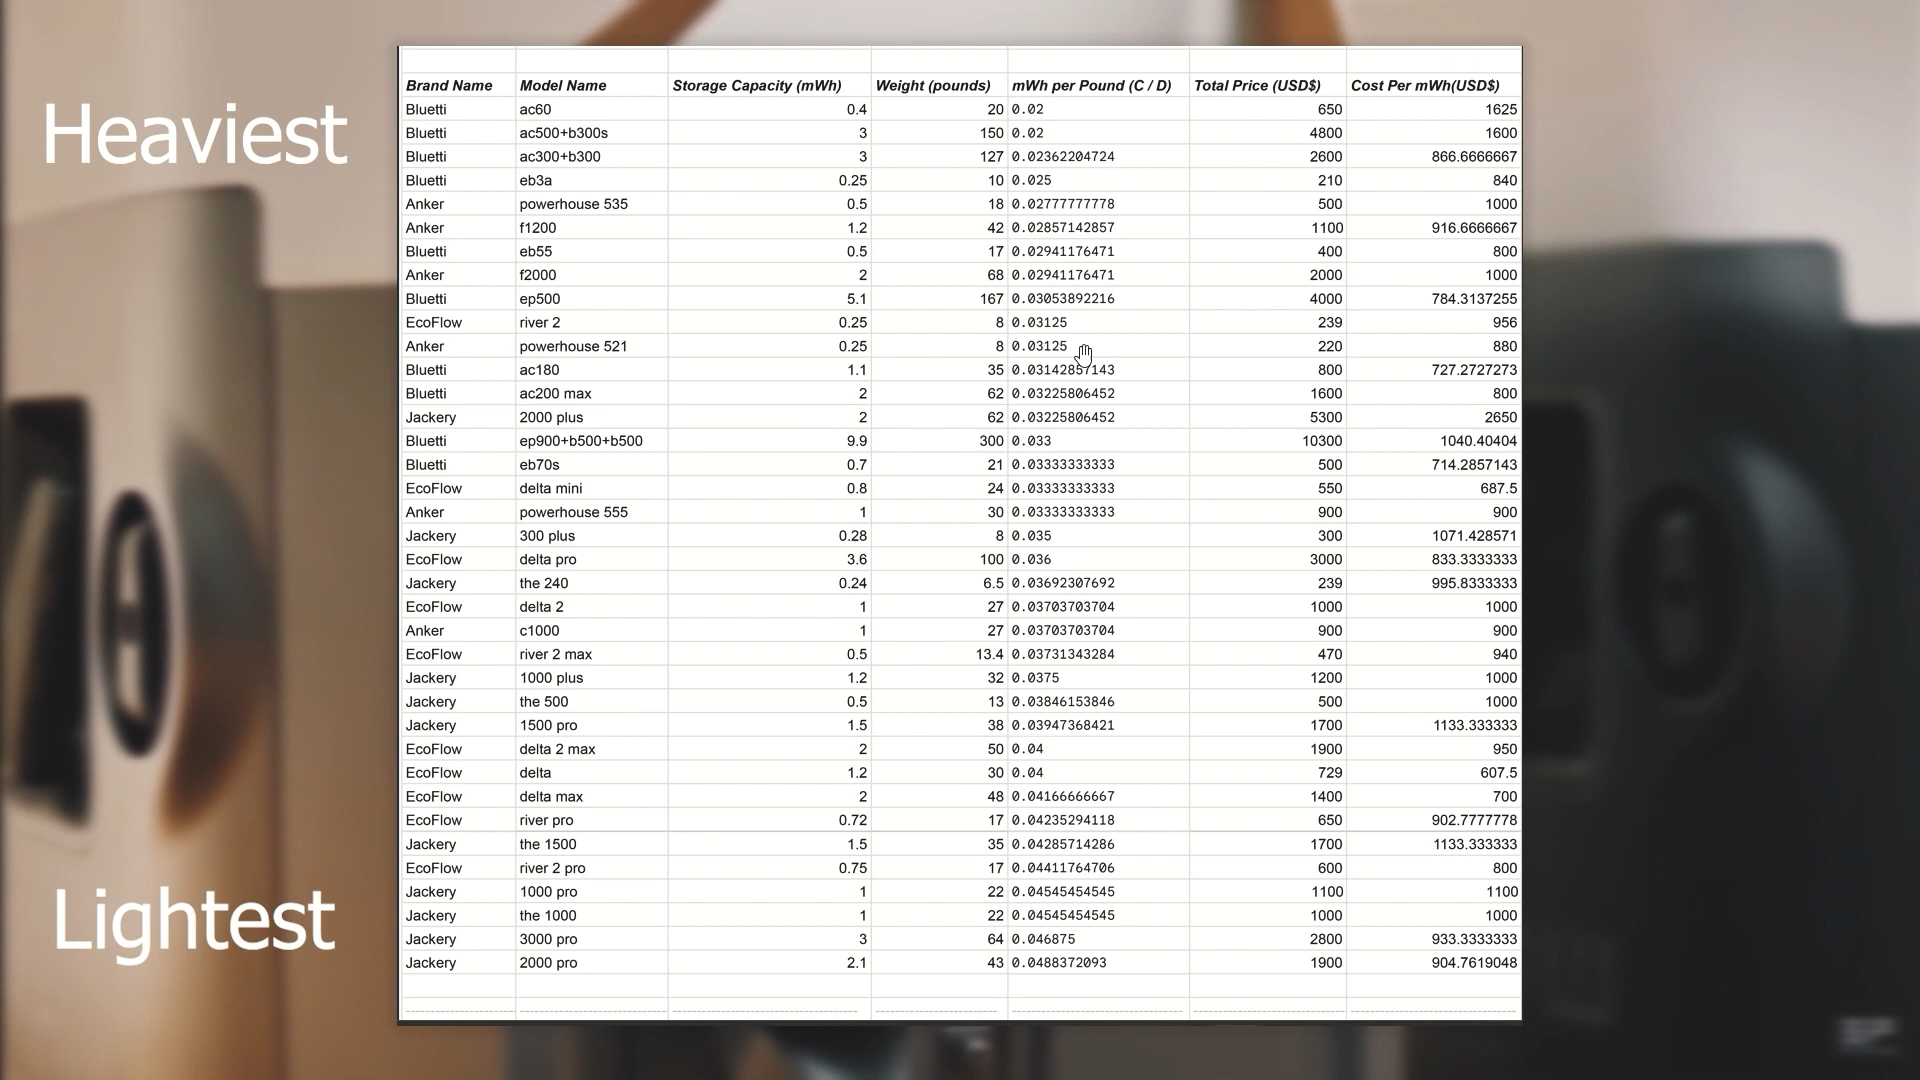 Heaviest
Brand Name Model Name Storage Capacity (mWh) Weight (pounds) mWh per Pound (C / D) Total Price (USD$) Cost Per mWh(USD$)
Bluetti ac60 0.4 20 0.02 650 1625
Bluetti ac500+b300s 3 150 0.02 4800 1600
Bluetti ac300+b300 3 127 0.02362204724 2600 866.6666667
Bluetti eb3a 0.25 10 0.025 210 840
Anker powerhouse 535 0.5 18 0.02777777778 500 1000
Anker f1200 1.2 42 0.02857142857 1100 916.6666667
Bluetti eb55 0.5 17 0.02941176471 400 800
Anker f2000 2 68 0.02941176471 2000 1000
Bluetti ep500 5.1 167 0.03053892216 4000 784.3137255
EcoFlow river 2 0.25 8 0.03125 239 956
Anker powerhouse 521 0.25 8 0.03125 220 880
Bluetti ac180 1.1 35 0.03142857143 800 727.2727273
Bluetti ac200 max 2 62 0.03225806452 1600 800
Jackery 2000 plus 2 62 0.03225806452 5300 2650
Bluetti ep900+b500+b500 9.9 300 0.033 10300 1040.40404
Bluetti eb70s 0.7 21 0.03333333333 500 714.2857143
EcoFlow delta mini 0.8 24 0.03333333333 550 687.5
Anker powerhouse 555 1 30 0.03333333333 900 900
Jackery 300 plus 0.28 8 0.035 300 1071.428571
EcoFlow delta pro 3.6 100 0.036 3000 833.3333333
Jackery the 240 0.24 6.5 0.03692307692 239 995.8333333
EcoFlow delta 2 1 27 0.03703703704 1000 1000
Anker c1000 1 27 0.03703703704 900 900
EcoFlow river 2 max 0.5 13.4 0.03731343284 470 940
Jackery 1000 plus 1.2 32 0.0375 1200 1000
Jackery the 500 0.5 13 0.03846153846 500 1000
Jackery 1500 pro 1.5 38 0.03947368421 1700 1133.333333
EcoFlow delta 2 max 2 50 0.04 1900 950
EcoFlow delta 1.2 30 0.04 729 607.5
EcoFlow delta max 2 48 0.04166666667 1400 700
EcoFlow river pro 0.72 17 0.04235294118 650 902.7777778
Jackery the 1500 1.5 35 0.04285714286 1700 1133.333333
EcoFlow river 2 pro 0.75 17 0.04411764706 600 800
Jackery 1000 pro 1 22 0.04545454545 1100 1100
Jackery the 1000 1 22 0.04545454545 1000 1000
Jackery 3000 pro 3 64 0.046875 2800 933.3333333
Jackery 2000 pro 2.1 43 0.0488372093 1900 904.7619048
Lightest